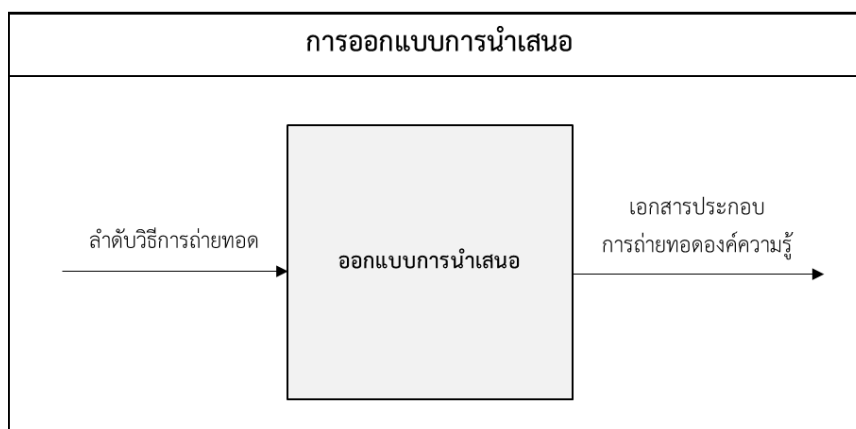 การออกแบบการนำเสนอ
ลำดับวิธีการถ่ายทอด
ออกแบบการนำเสนอ
เอกสารประกอบ
การถ่ายทอดองค์ความรู้